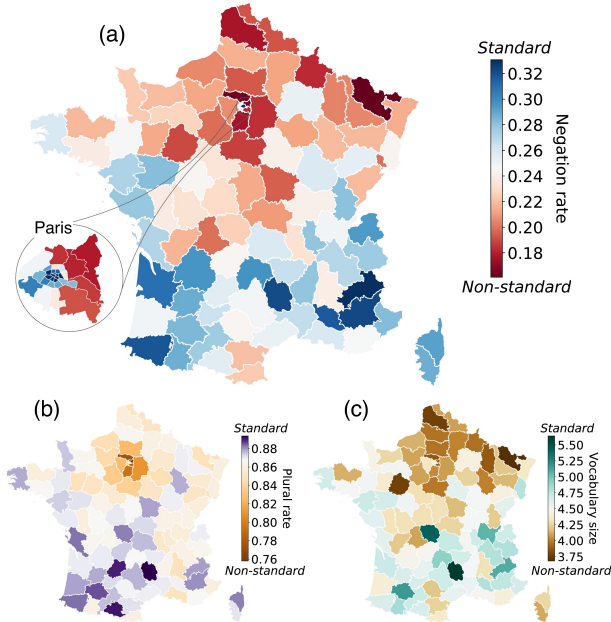 (a)
Standard
0.32
0.30
0.28
0.26
0.24
0.22
0.20
0.18
Negation rate
Non-standard
Paris
(b)
Standard
0.88
0.86
0.84
0.82
0.80
0.78
0.76
Plural rate
Non-standard
(c)
Standard
5.50
5.25
5.00
4.75
4.50
4.25
4.00
3.75
Vocabulary size
Non-standard